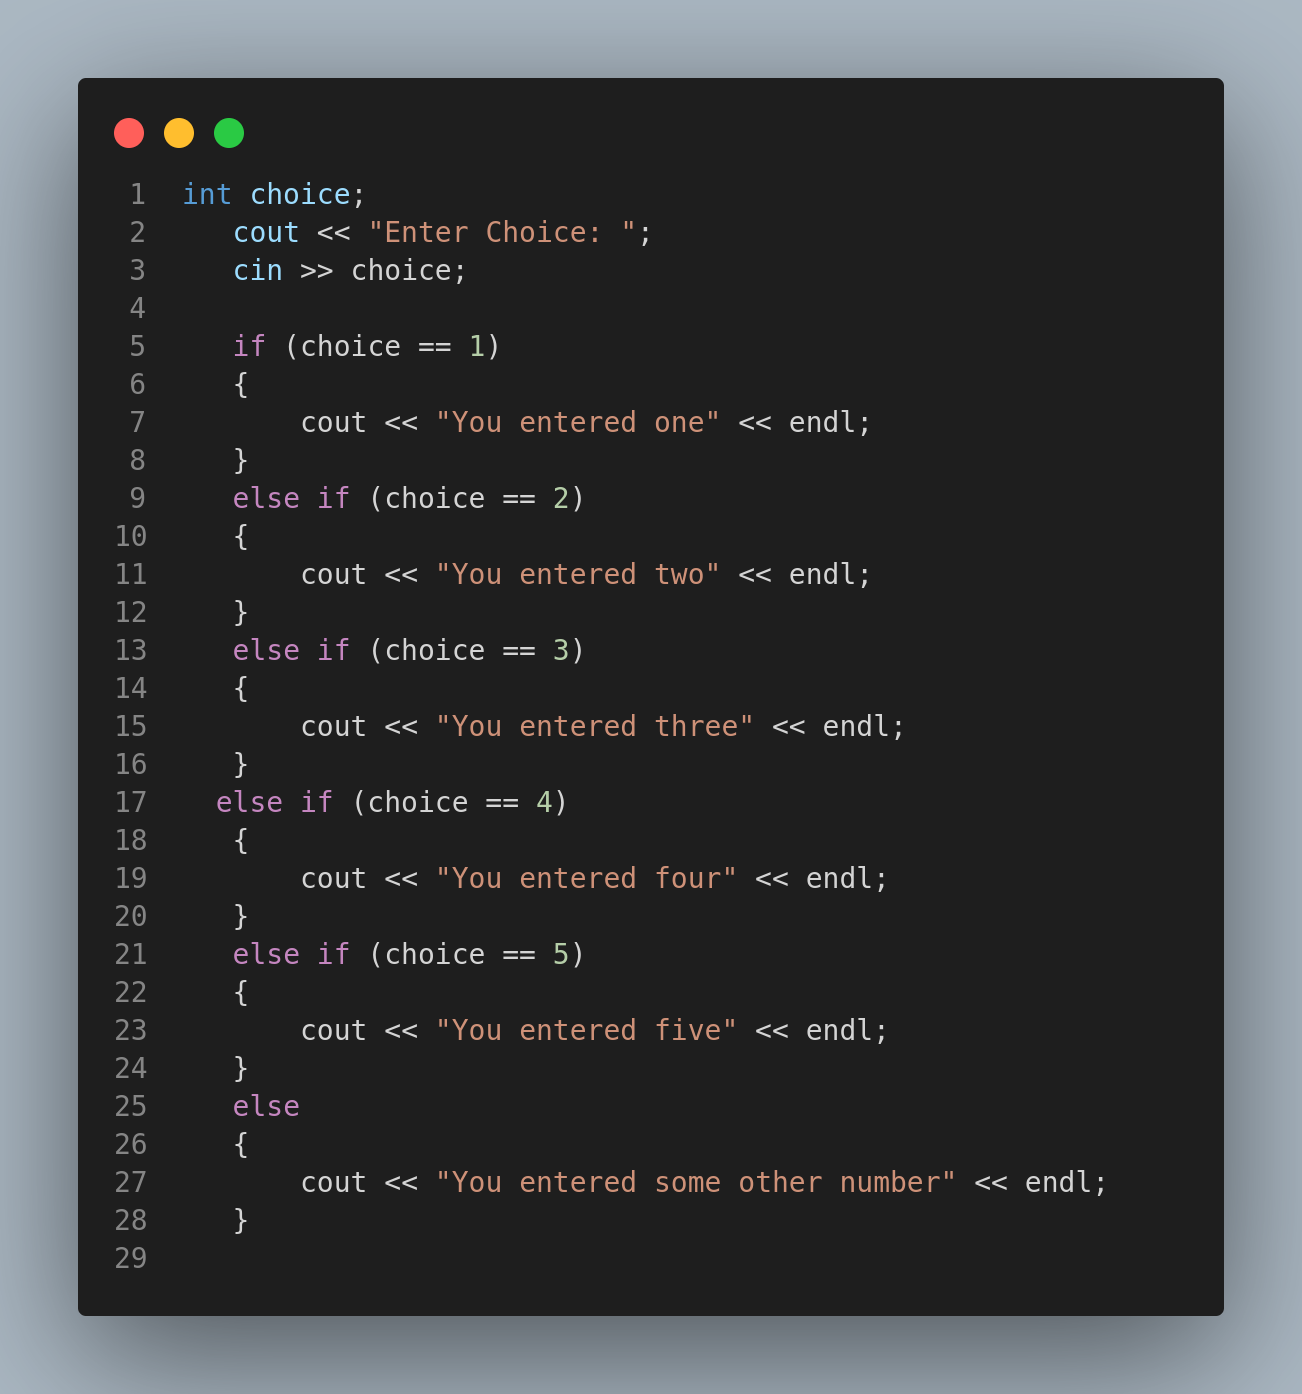 1 int choice;
2    cout << "Enter Choice: ";
3    cin >> choice;
4
5    if (choice == 1)
6    {
7        cout << "You entered one" << endl;
8    }
9    else if (choice == 2)
10    {
11        cout << "You entered two" << endl;
12    }
13    else if (choice == 3)
14    {
15        cout << "You entered three" << endl;
16    }
17   else if (choice == 4)
18    {
19        cout << "You entered four" << endl;
20    }
21    else if (choice == 5)
22    {
23        cout << "You entered five" << endl;
24    }
25    else
26    {
27        cout << "You entered some other number" << endl;
28    }
29